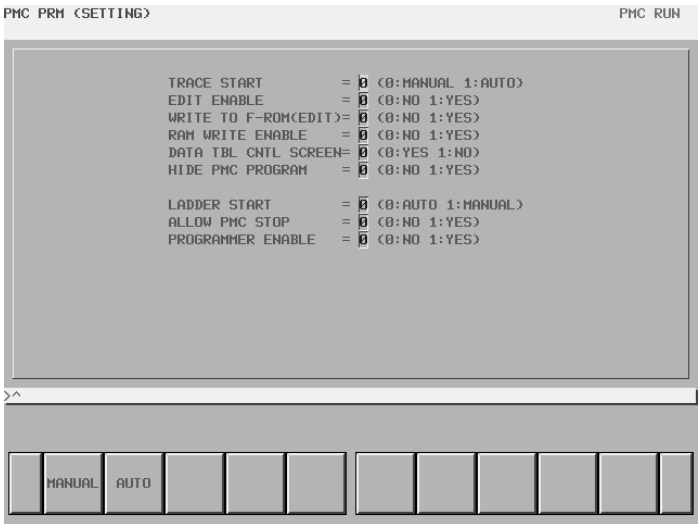 PMC PRM (SETTING) PMC RUN
TRACE START = 0 (0:MANUAL 1:AUTO)
EDIT ENABLE = 0 (0:NO 1:YES)
WRITE TO F-ROM(EDIT)= 0 (0:NO 1:YES)
RAM WRITE ENABLE = 0 (0:NO 1:YES)
DATA TBL CNTL SCREEN= 0 (0:YES 1:NO)
HIDE PMC PROGRAM = 0 (0:NO 1:YES)
LADDER START = 0 (0:AUTO 1:MANUAL)
ALLOW PMC STOP = 0 (0:NO 1:YES)
PROGRAMMER ENABLE = 0 (0:NO 1:YES)
>^
MANUAL AUTO